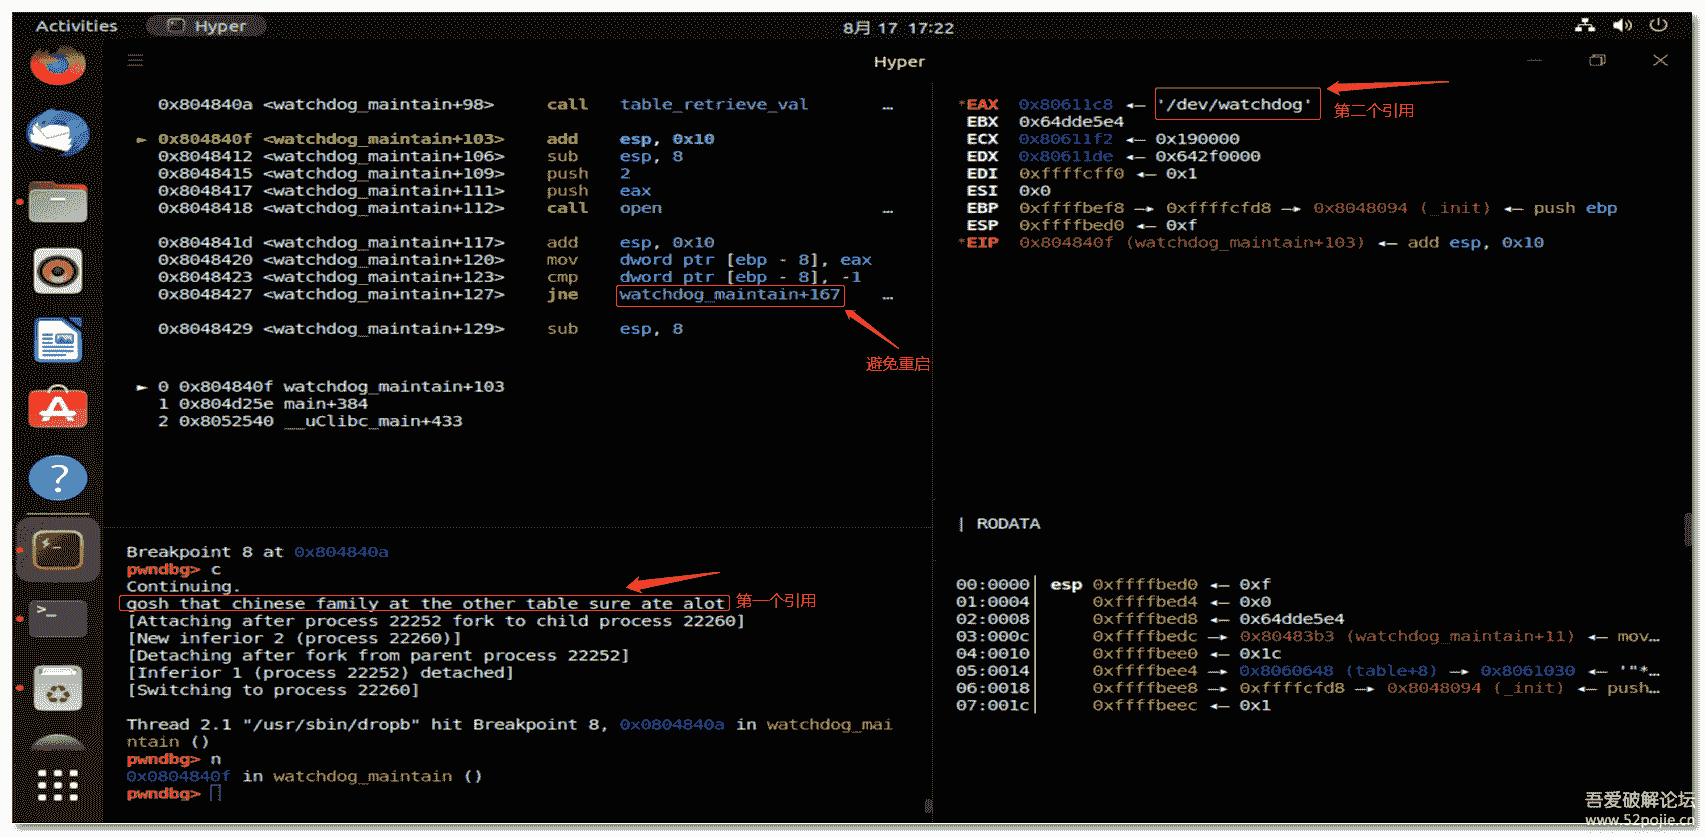 Activities
Hyper
8月 17 17:22
Hyper
0x804840a <watchdog_maintain+98> call table_retrieve_val …
► 0x804840f <watchdog_maintain+103> add esp, 0x10
0x8048412 <watchdog_maintain+106> sub esp, 8
0x8048415 <watchdog_maintain+109> push 2
0x8048417 <watchdog_maintain+111> push eax
0x8048418 <watchdog_maintain+112> call open …
0x804841d <watchdog_maintain+117> add esp, 0x10
0x8048420 <watchdog_maintain+120> mov dword ptr [ebp - 8], eax
0x8048423 <watchdog_maintain+123> cmp dword ptr [ebp - 8], -1
0x8048427 <watchdog_maintain+127> jne watchdog_maintain+167 …
0x8048429 <watchdog_maintain+129> sub esp, 8
避免重启
► 0 0x804840f watchdog_maintain+103
1 0x804d25e main+384
2 0x8052540 __uClibc_main+433
*EAX 0x80611c8 ◂— '/dev/watchdog'
第二个引用
EBX 0x64dde5e4
ECX 0x80611f2 ◂— 0x190000
EDX 0x80611de ◂— 0x642f0000
EDI 0xffffcff0 ◂— 0x1
ESI 0x0
EBP 0xffffbef8 —▸ 0xffffcfd8 —▸ 0x8048094 (_init) ◂— push ebp
ESP 0xffffbed0 ◂— 0xf
*EIP 0x804840f (watchdog_maintain+103) ◂— add esp, 0x10
Breakpoint 8 at 0x804840a
pwndbg> c
Continuing.
gosh that chinese family at the other table sure ate alot
第一个引用
[Attaching after process 22252 fork to child process 22260]
[New inferior 2 (process 22260)]
[Detaching after fork from parent process 22252]
[Inferior 1 (process 22252) detached]
[Switching to process 22260]
Thread 2.1 "/usr/sbin/dropb" hit Breakpoint 8, 0x0804840a in watchdog_mai
ntain ()
pwndbg> n
0x0804840f in watchdog_maintain ()
pwndbg>
| RODATA
00:0000│ esp 0xffffbed0 ◂— 0xf
01:0004│ 0xffffbed4 ◂— 0x0
02:0008│ 0xffffbed8 ◂— 0x64dde5e4
03:000c│ 0xffffbedc —▸ 0x80483b3 (watchdog_maintain+11) ◂— mov…
04:0010│ 0xffffbee0 ◂— 0x1c
05:0014│ 0xffffbee4 —▸ 0x8060648 (table+8) —▸ 0x8061030 ◂— '"*…
06:0018│ 0xffffbee8 —▸ 0xffffcfd8 —▸ 0x8048094 (_init) ◂— push…
07:001c│ 0xffffbeec ◂— 0x1
吾爱破解论坛
www.52pojie.cn